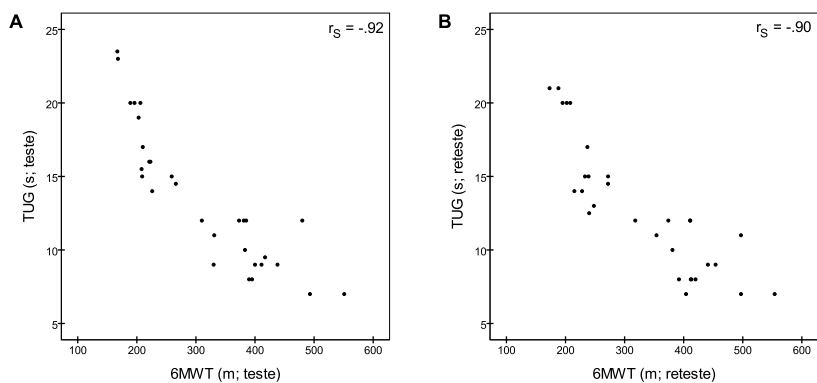 A
r_S = -.92
25
20
15
10
5
TUG (s; teste)
100 200 300 400 500 600
6MWT (m; teste)
B
r_S = -.90
25
20
15
10
5
TUG (s; reteste)
100 200 300 400 500 600
6MWT (m; reteste)